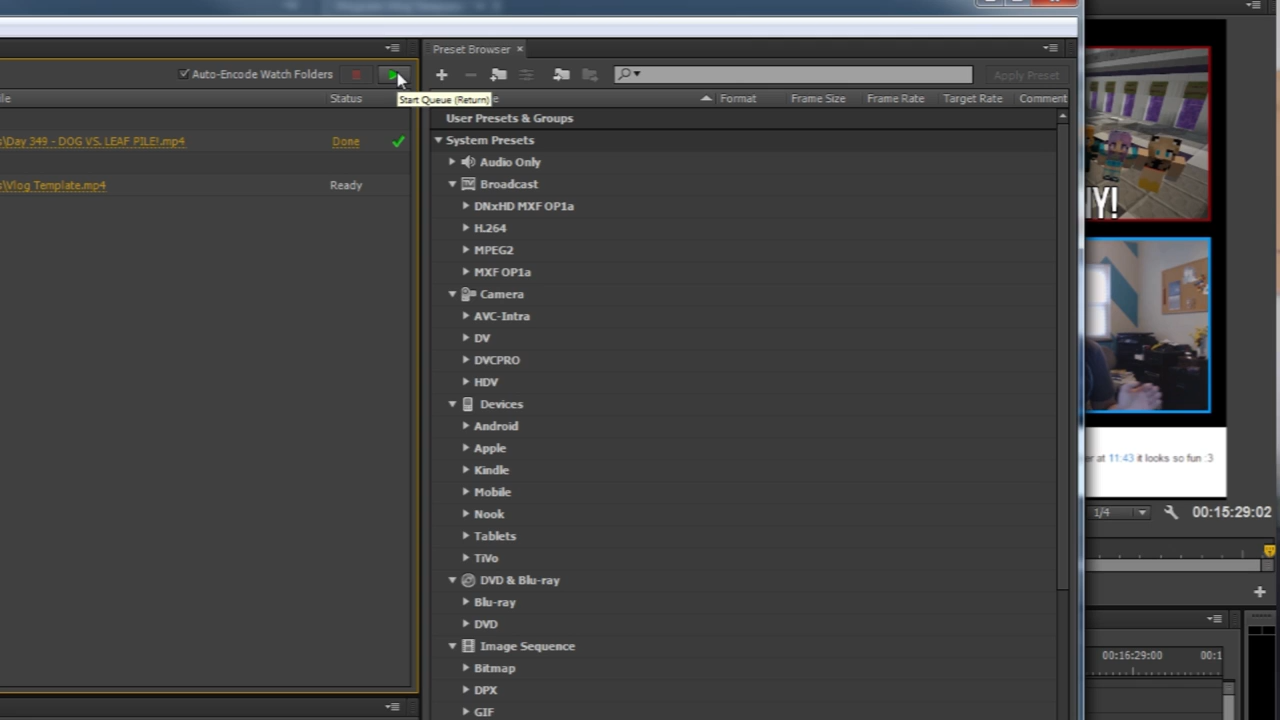 Preset Browser ×
Auto-Encode Watch Folders
Apply Preset
Start Queue (Return)
Status
Format
Frame Size
Frame Rate
Target Rate
Comment
User Presets & Groups
s\Day 349 - DOG VS. LEAF PILE!.mp4
Done
System Presets
Audio Only
s\Vlog Template.mp4
Ready
Broadcast
DNxHD MXF OP1a
H.264
MPEG2
MXF OP1a
Camera
AVC-Intra
DV
DVCPRO
HDV
Devices
Android
Apple
Kindle
Mobile
Nook
Tablets
TiVo
DVD & Blu-ray
Blu-ray
DVD
Image Sequence
Bitmap
DPX
GIF
NY!
er at 11:43 it looks so fun :3
1/4
00:15:29:02
00:16:29:00
00:1